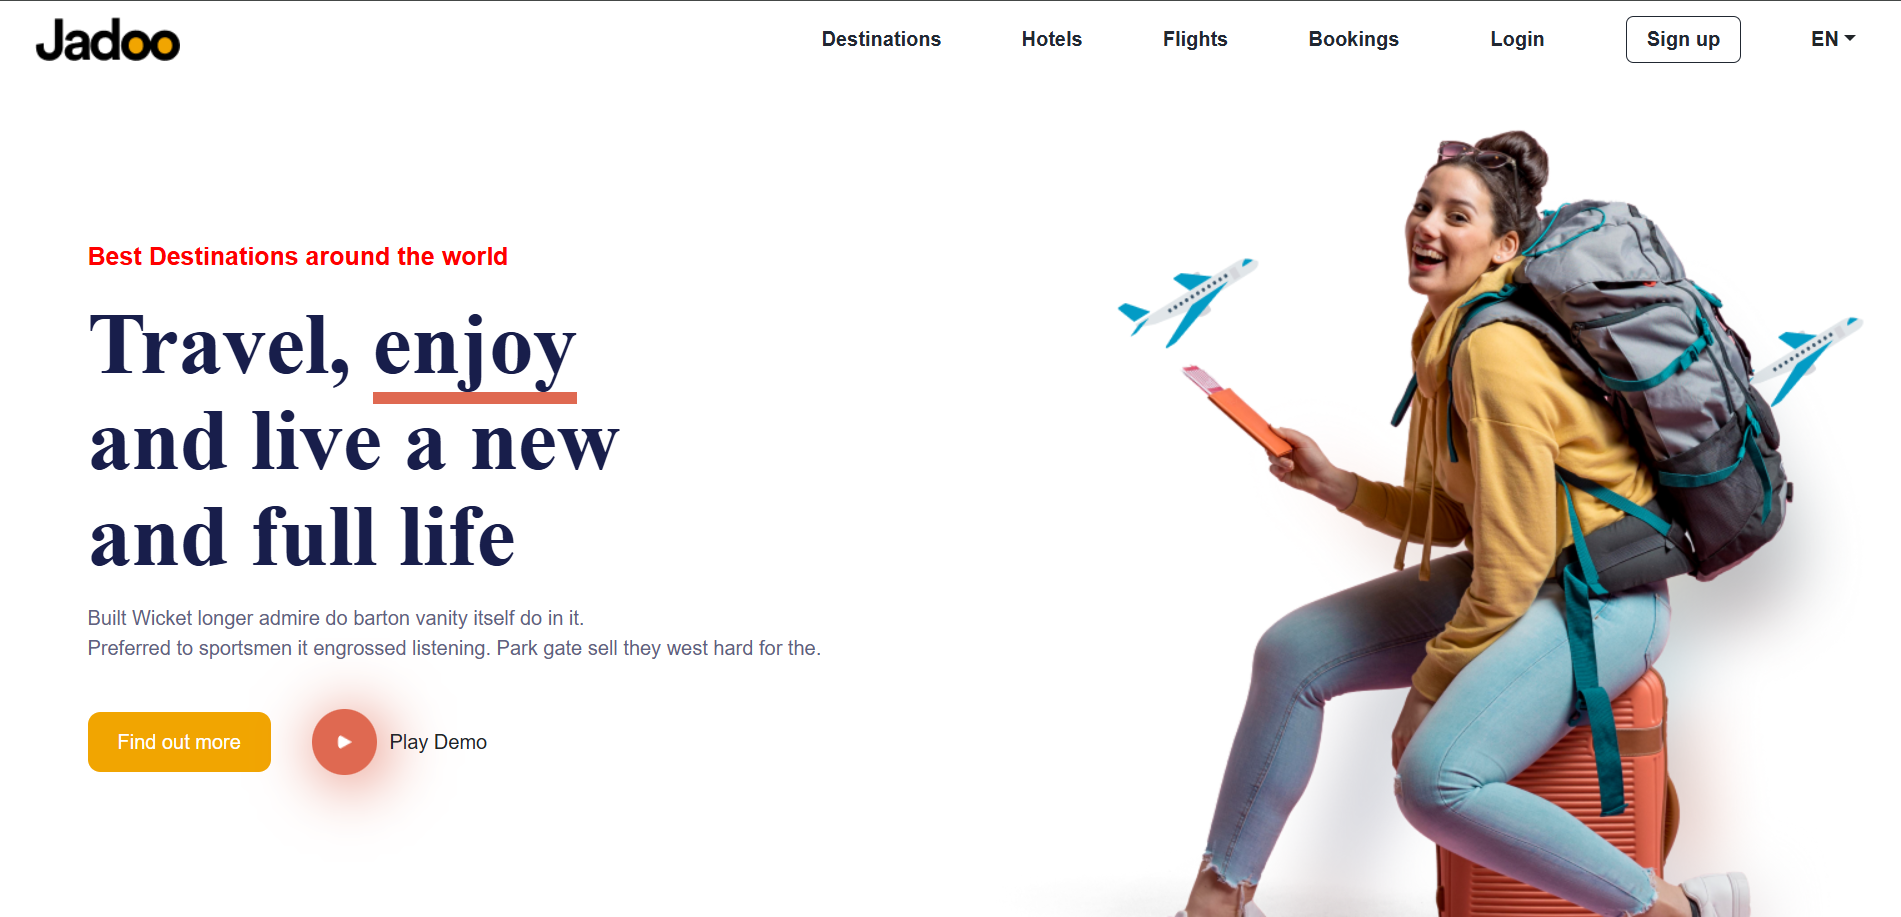 Jadoo
Destinations Hotels Flights Bookings Login Sign up EN
Best Destinations around the world
Travel, enjoy
and live a new
and full life
Built Wicket longer admire do barton vanity itself do in it.
Preferred to sportsmen it engrossed listening. Park gate sell they west hard for the.
Find out more Play Demo